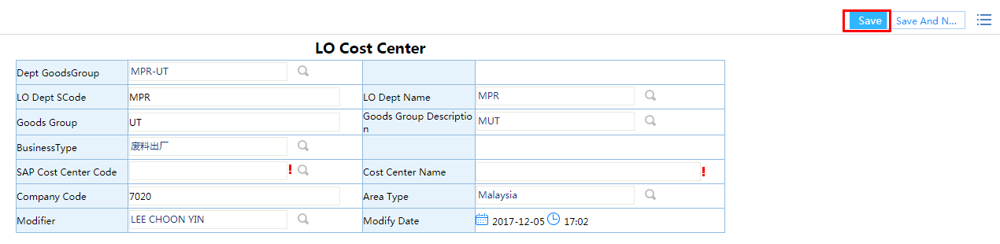 Save
Save And N...
LO Cost Center
Dept GoodsGroup MPR-UT
LO Dept SCode MPR LO Dept Name MPR
Goods Group UT Goods Group Descriptio
n MUT
BusinessType 废料出厂
SAP Cost Center Code ! Cost Center Name !
Company Code 7020 Area Type Malaysia
Modifier LEE CHOON YIN Modify Date 2017-12-05 17:02